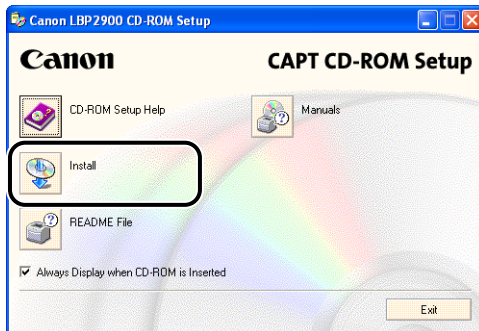 Canon LBP2900 CD-ROM Setup
Canon
CAPT CD-ROM Setup
CD-ROM Setup Help
Manuals
Install
README File
Always Display when CD-ROM is Inserted
Exit